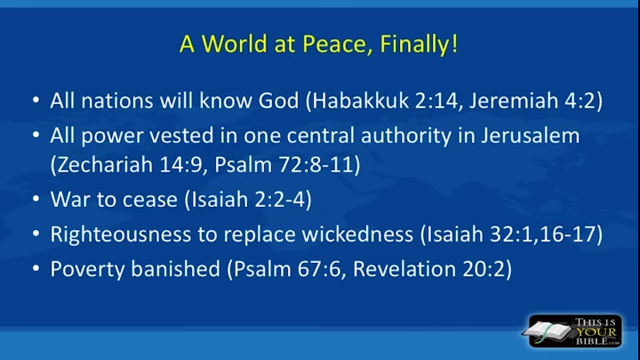 A World at Peace, Finally!
• All nations will know God (Habakkuk 2:14, Jeremiah 4:2)
• All power vested in one central authority in Jerusalem
(Zechariah 14:9, Psalm 72:8-11)
• War to cease (Isaiah 2:2-4)
• Righteousness to replace wickedness (Isaiah 32:1,16-17)
• Poverty banished (Psalm 67:6, Revelation 20:2)
THIS IS
YOUR
BIBLE.com